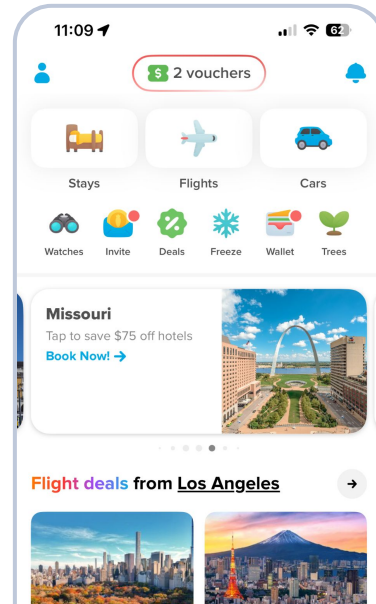 11:09
62
2 vouchers
Stays Flights Cars
Watches Invite Deals Freeze Wallet Trees
Missouri
Tap to save $75 off hotels
Book Now! →
Flight deals from Los Angeles